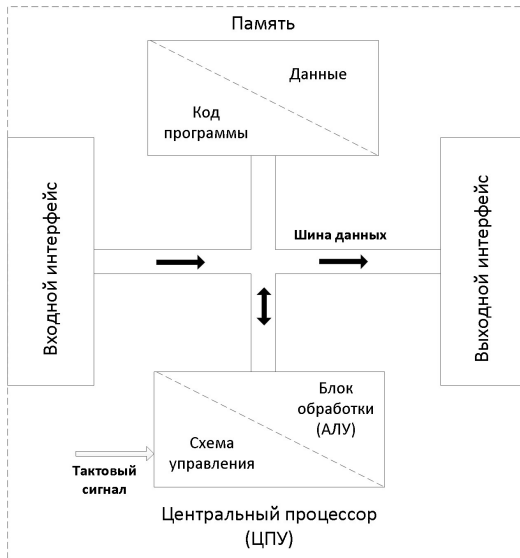 Память
Данные
Код
программы
Входной интерфейс
Шина данных
Выходной интерфейс
Блок
обработки
(АЛУ)
Схема
управления
Тактовый
сигнал
Центральный процессор
(ЦПУ)